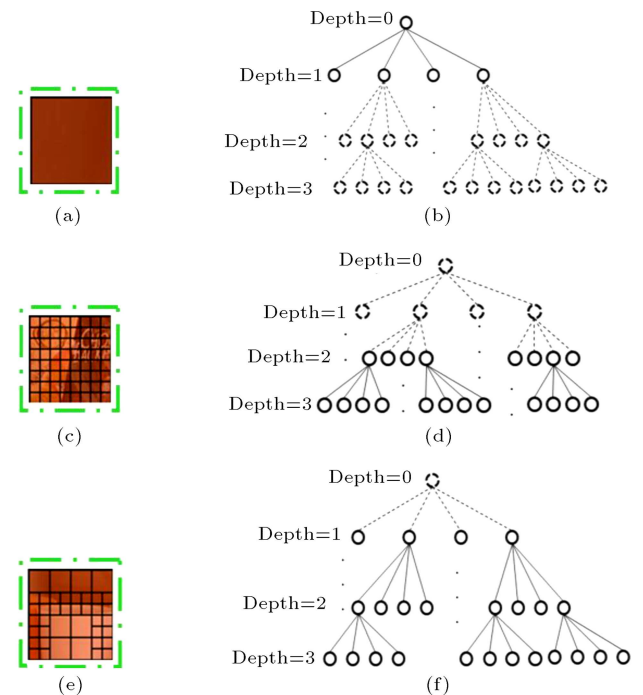 Depth=0
Depth=1
Depth=2
Depth=3
(a)
(b)
Depth=0
Depth=1
Depth=2
Depth=3
(c)
(d)
Depth=0
Depth=1
Depth=2
Depth=3
(e)
(f)